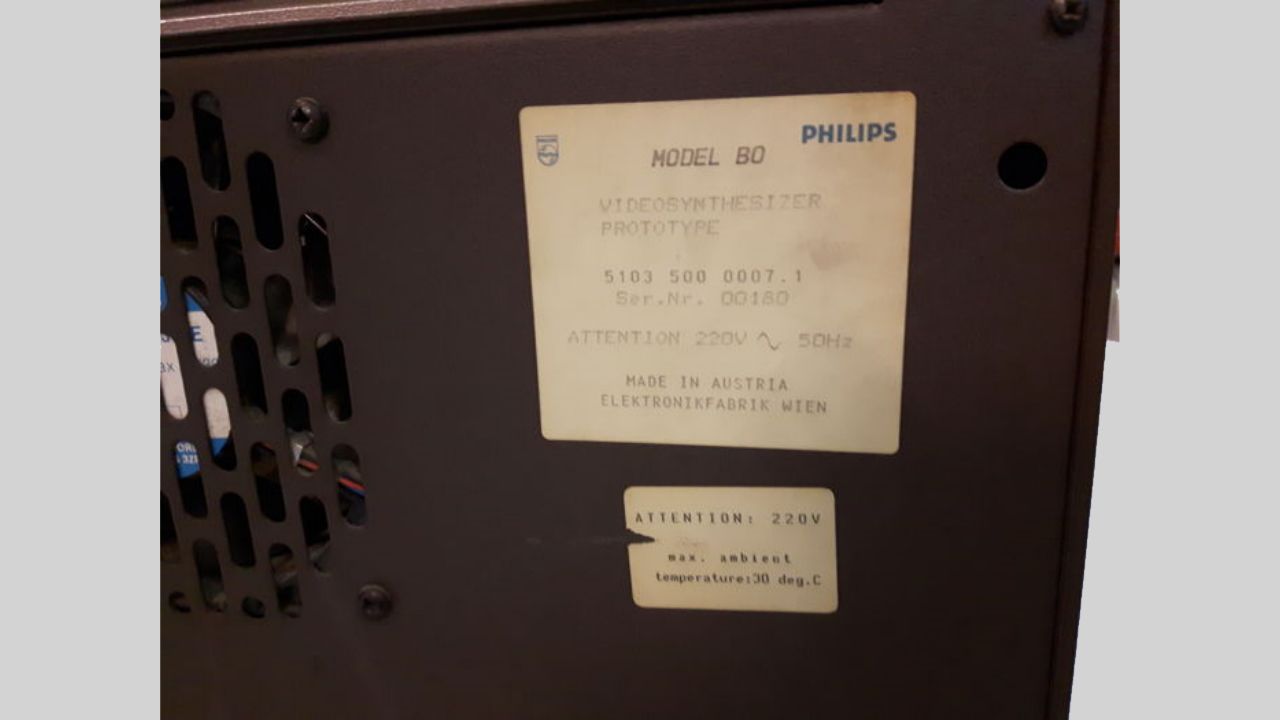 PHILIPS
MODEL BO
VIDEOSYNTHESIZER
PROTOTYPE
5103 500 0007.1
Ser.Nr. 00180
ATTENTION 220V ~ 50Hz
MADE IN AUSTRIA
ELEKTRONIKFABRIK WIEN
ATTENTION: 220V
max. ambient
temperature:30 deg.C